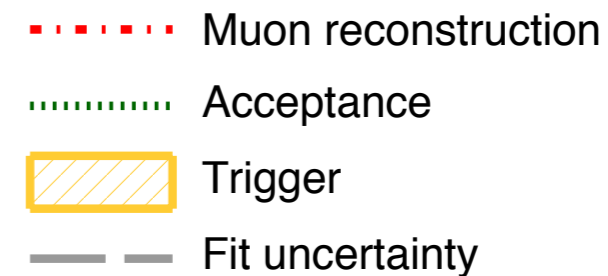 Muon reconstruction
Acceptance
Trigger
Fit uncertainty